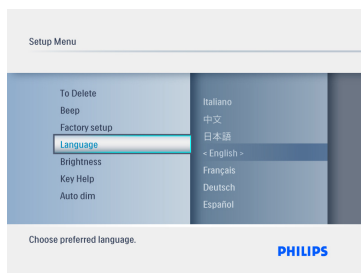 Setup Menu
To Delete
Beep
Factory setup
Language
Brightness
Key Help
Auto dim
Italiano
中文
日本語
< English >
Français
Deutsch
Español
Choose preferred language.
PHILIPS